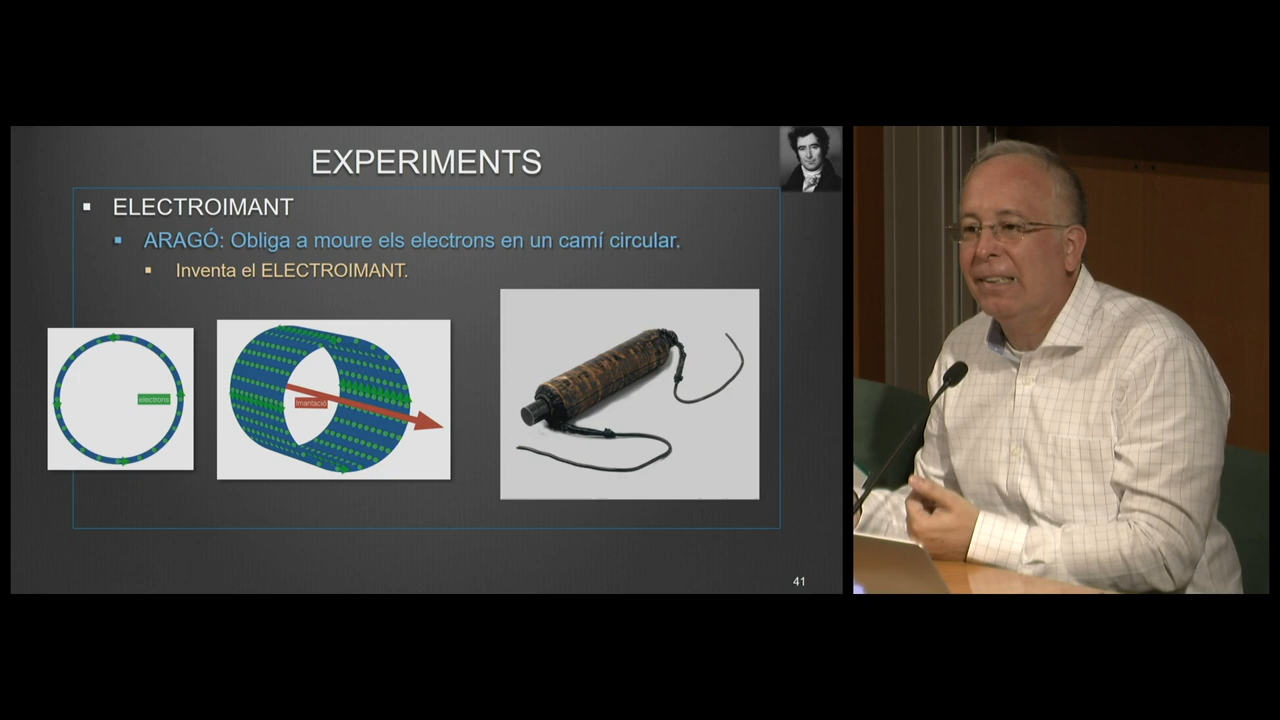 EXPERIMENTS
ELECTROIMANT
ARAGÓ: Obliga a moure els electrons en un camí circular.
Inventa el ELECTROIMANT.
electrons
Imantació
41